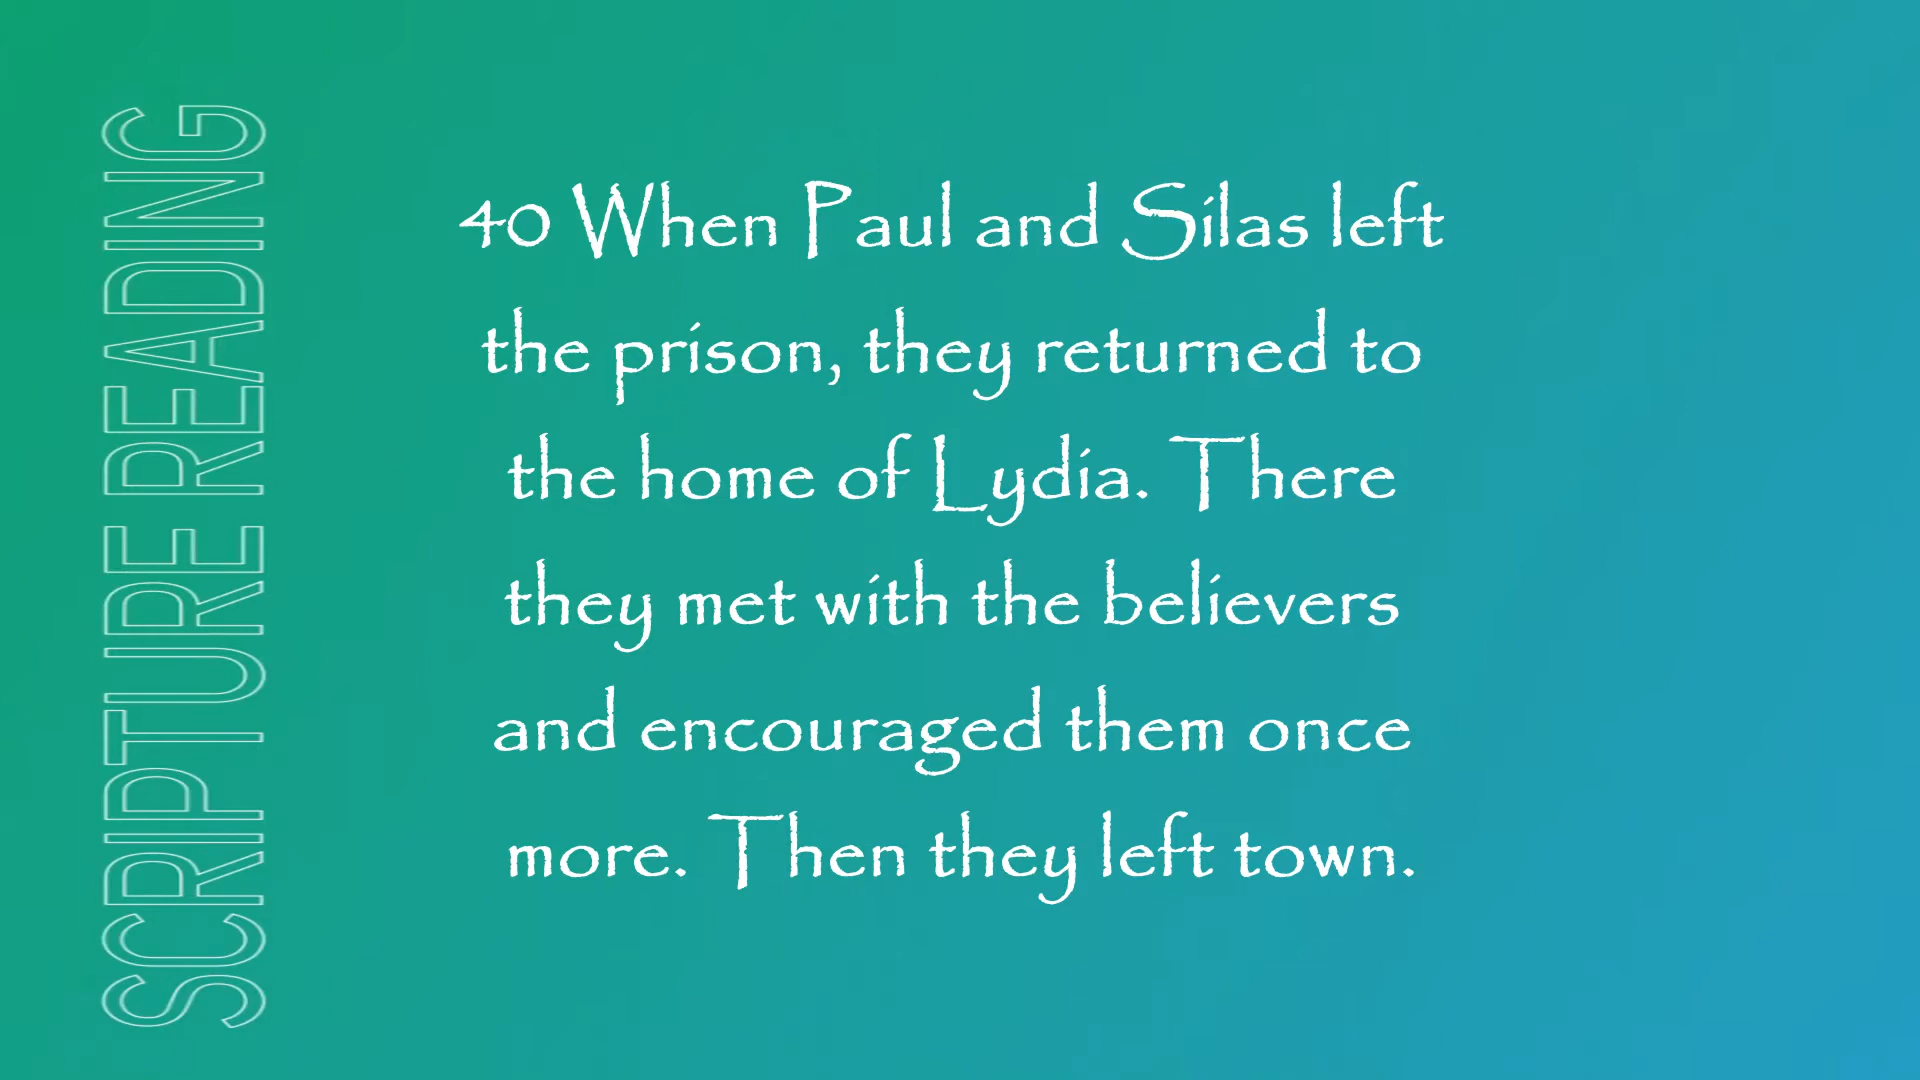 SCRIPTURE READING
40 When Paul and Silas left
the prison, they returned to
the home of Lydia. There
they met with the believers
and encouraged them once
more. Then they left town.